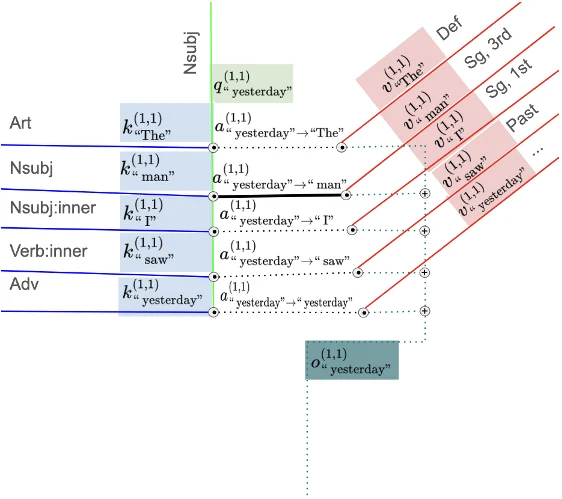 Nsubj
Def
Sg, 3rd
Sg, 1st
Past
...
q^{(1,1)}_{“yesterday”}
v^{(1,1)}_{“The”}
v^{(1,1)}_{“man”}
v^{(1,1)}_{“I”}
v^{(1,1)}_{“saw”}
v^{(1,1)}_{“yesterday”}
Art k^{(1,1)}_{“The”} a^{(1,1)}_{“yesterday”→“The”}
Nsubj k^{(1,1)}_{“man”} a^{(1,1)}_{“yesterday”→“man”}
Nsubj:inner k^{(1,1)}_{“I”} a^{(1,1)}_{“yesterday”→“I”}
Verb:inner k^{(1,1)}_{“saw”} a^{(1,1)}_{“yesterday”→“saw”}
Adv k^{(1,1)}_{“yesterday”} a^{(1,1)}_{“yesterday”→“yesterday”}
o^{(1,1)}_{“yesterday”}